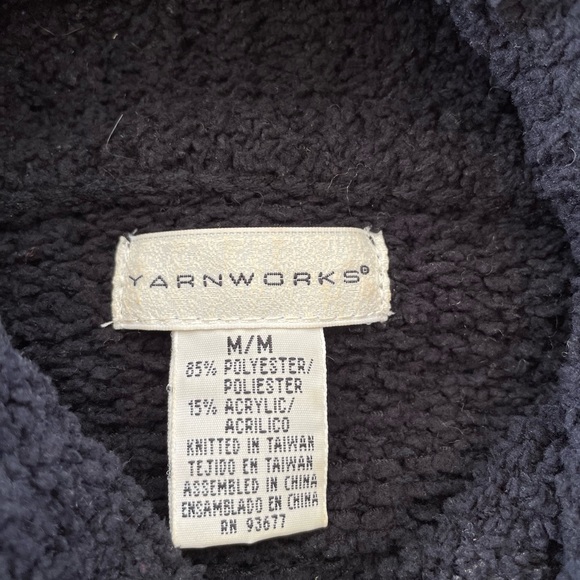 YARNWORKS®
M/M
85% POLYESTER/
POLIESTER
15% ACRYLIC/
ACRILICO
KNITTED IN TAIWAN
TEJIDO EN TAIWAN
ASSEMBLED IN CHINA
ENSAMBLADO EN CHINA
RN 93677